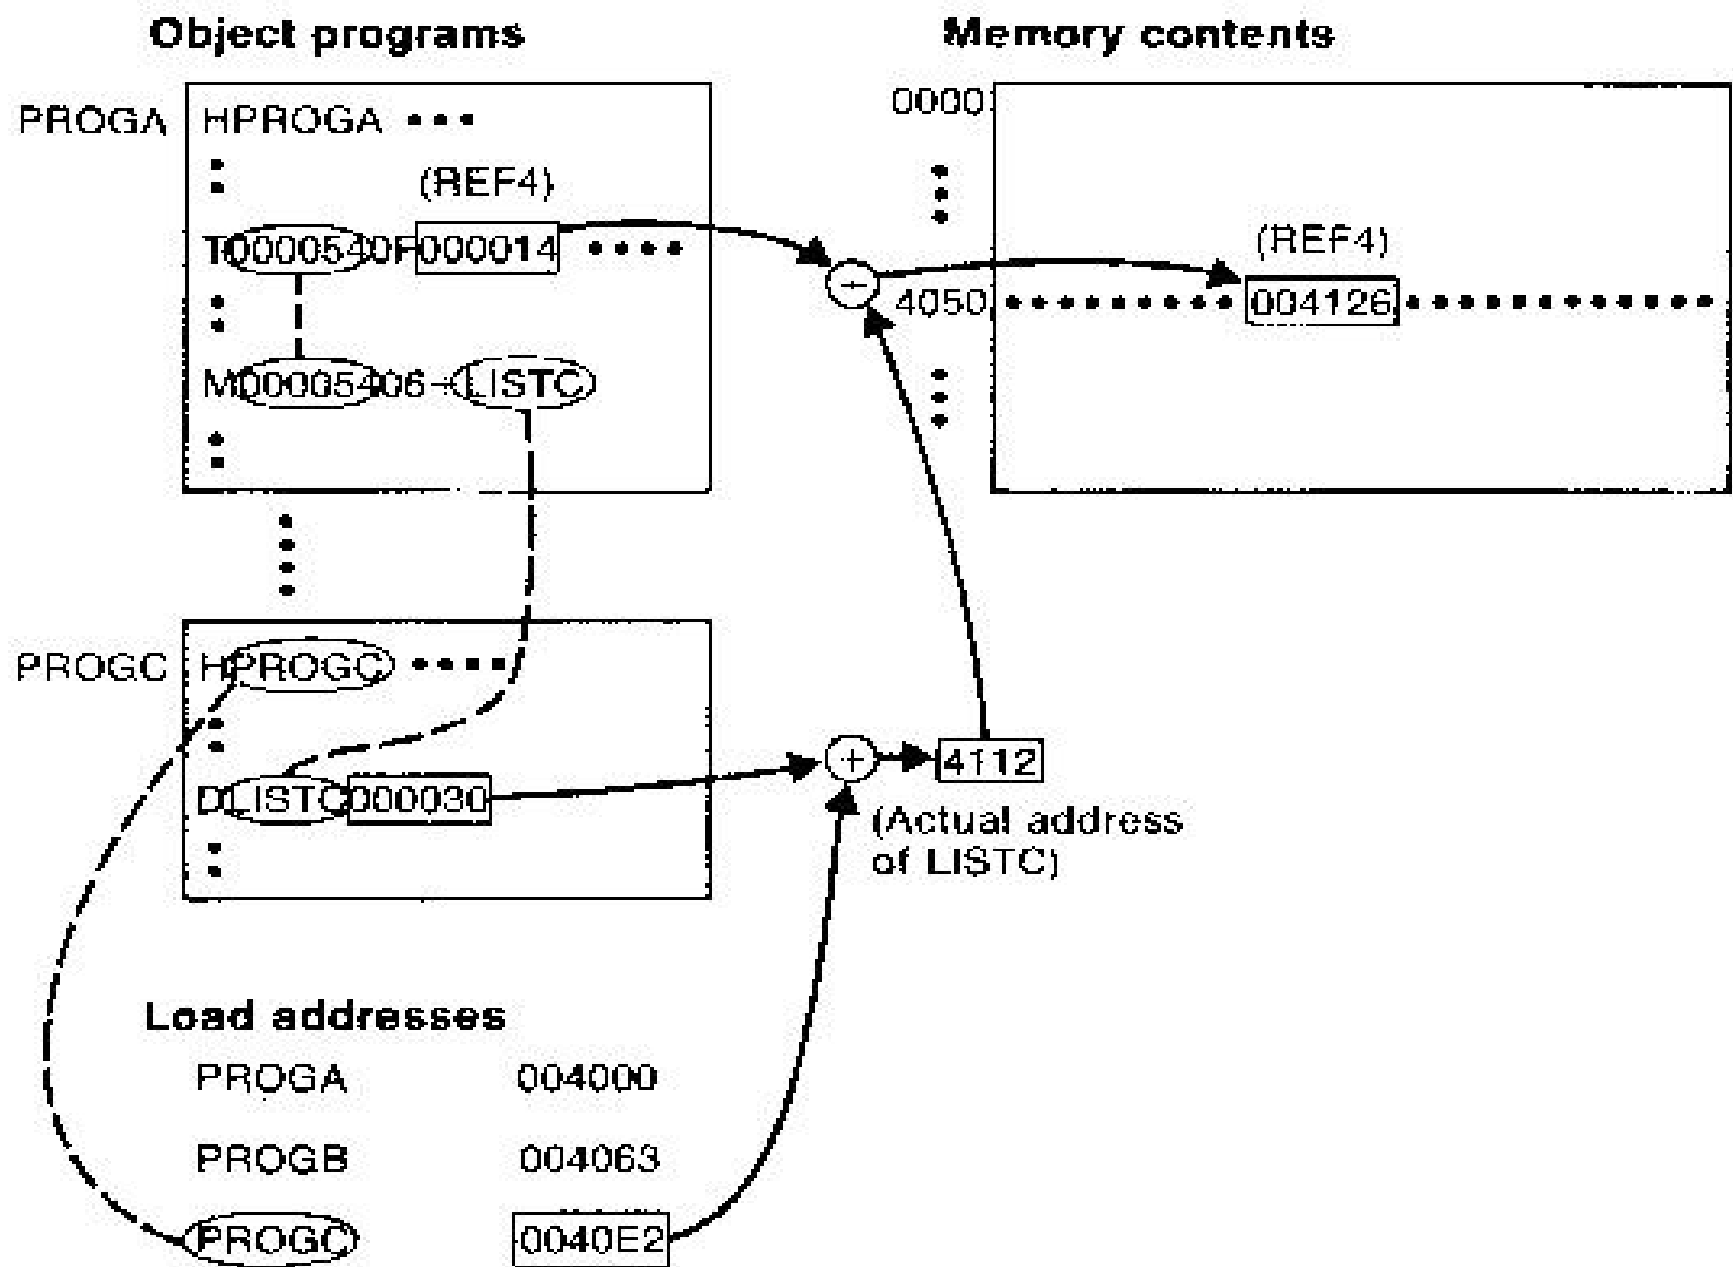 Object programs
Memory contents
PROGA
HPROGA ....
(REF4)
T0000540F000014 ....
M00005406+LISTC
0000
(REF4)
4050 004126
PROGC
HPROGC ....
DLISTC000030
+
+
4112
(Actual address
of LISTC)
Load addresses
PROGA 004000
PROGB 004063
PROGC 0040E2